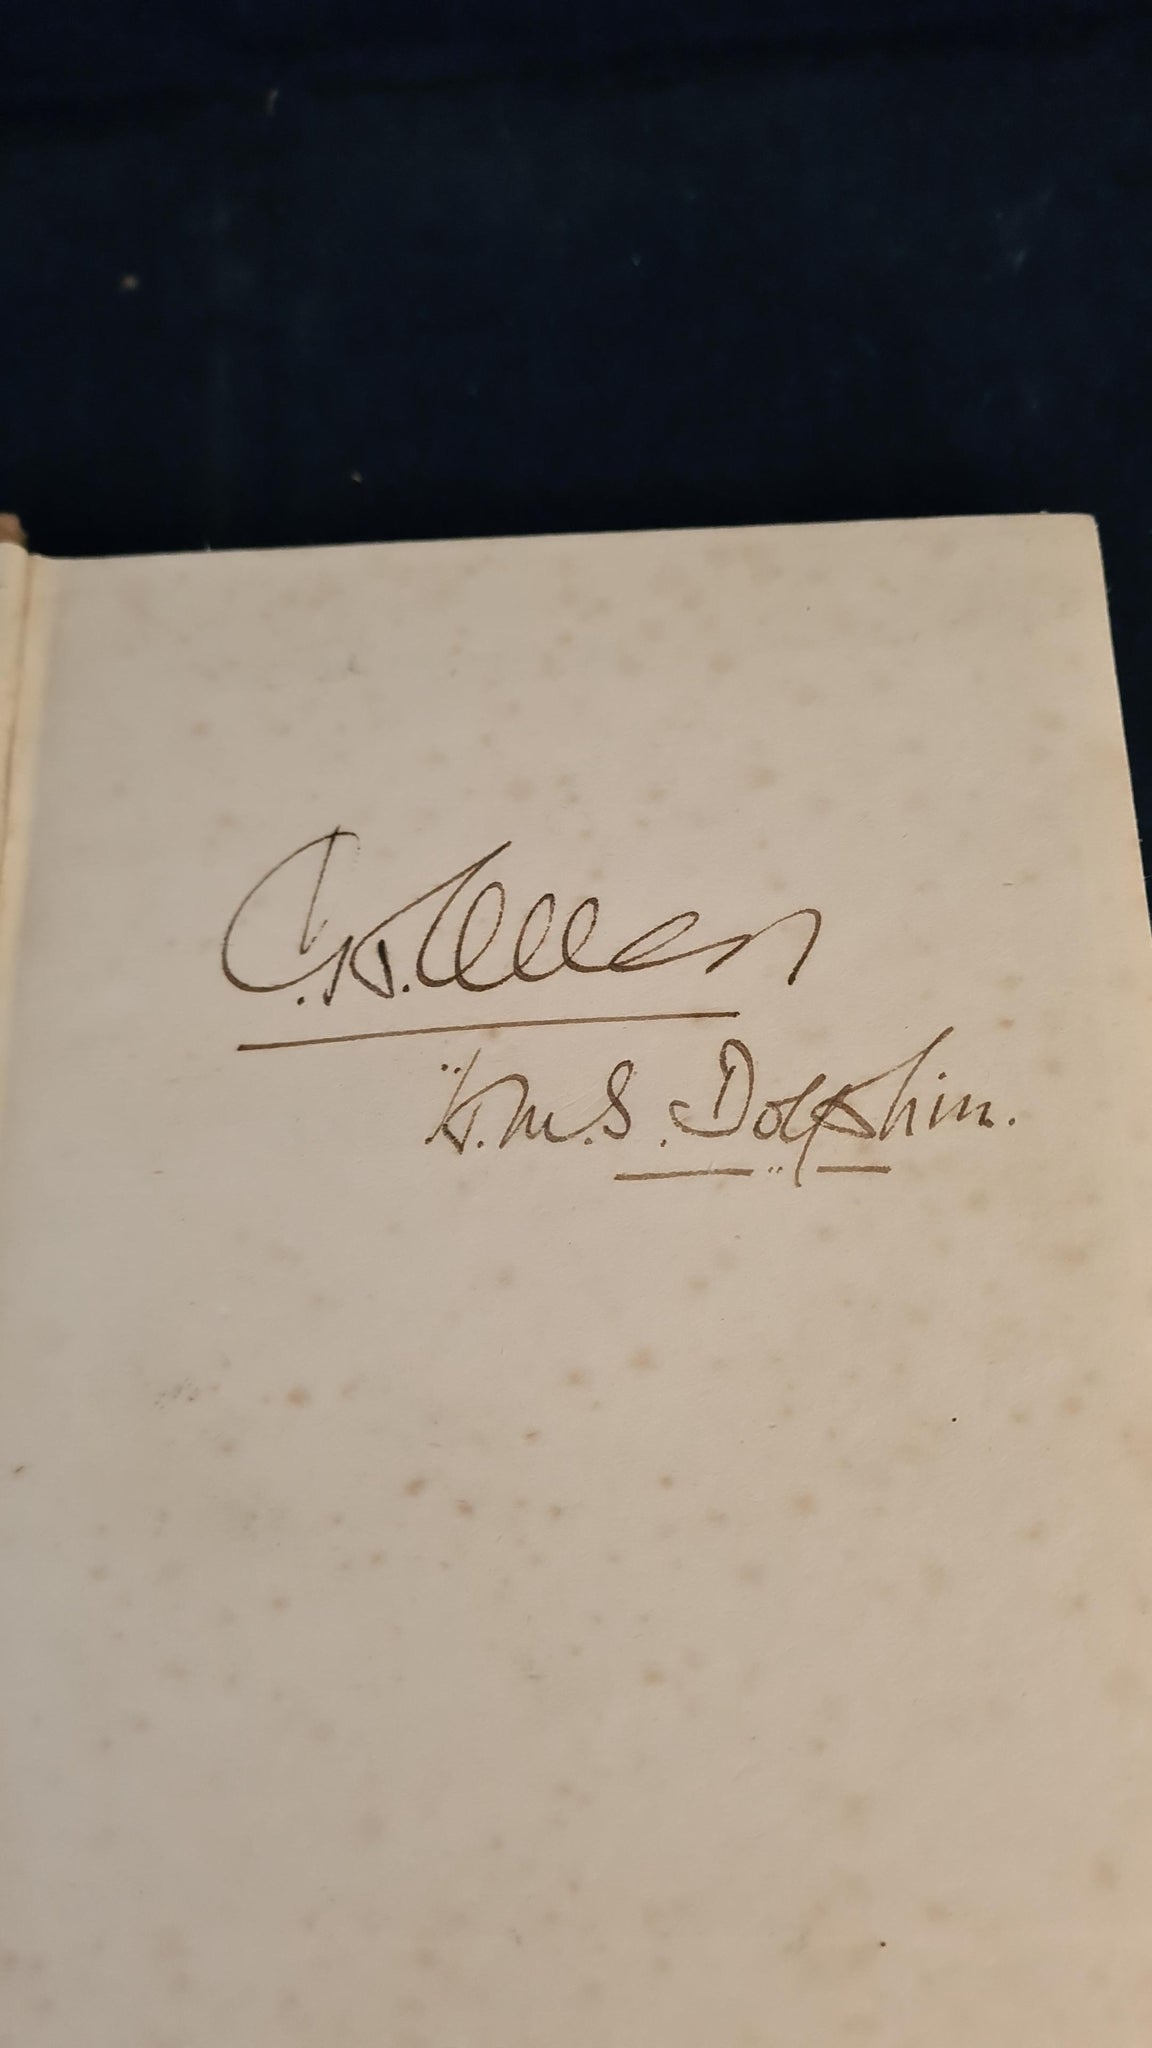 C.H. Allen
"H.M.S. Dolphin.